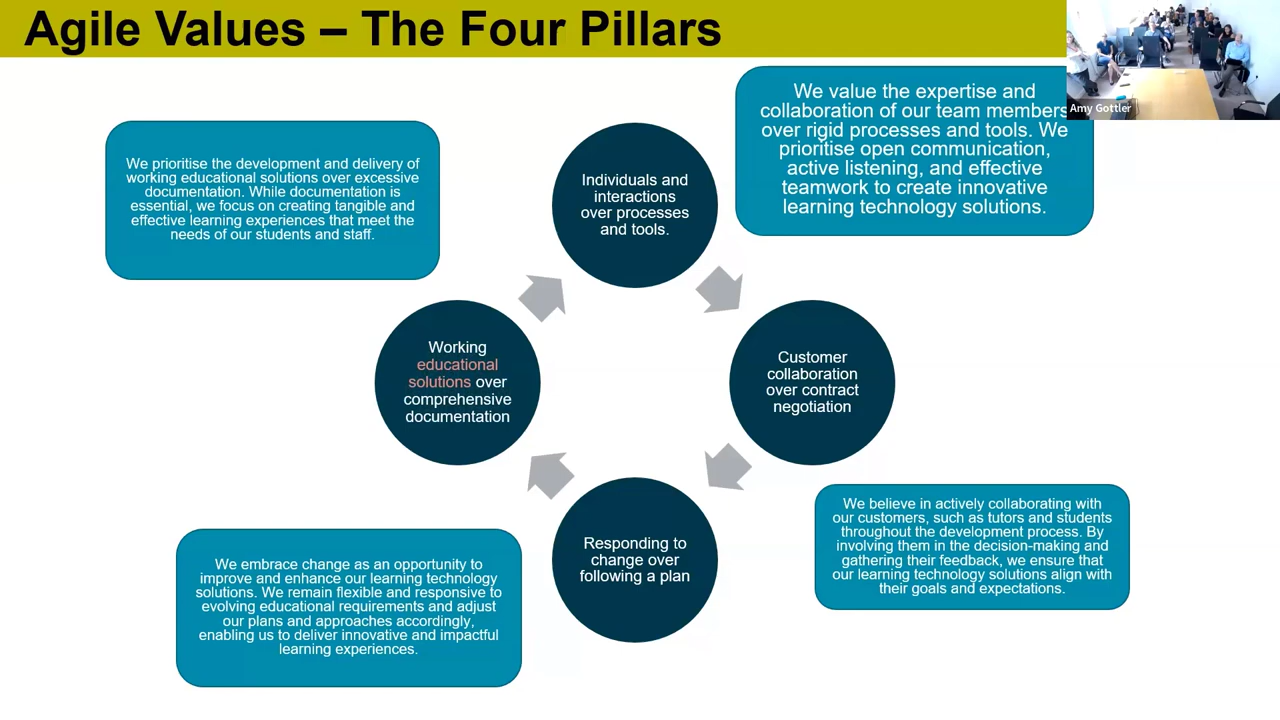 Agile Values – The Four Pillars
Amy Gottler
We value the expertise and
collaboration of our team members
over rigid processes and tools. We
prioritise open communication,
active listening, and effective
teamwork to create innovative
learning technology solutions.
We prioritise the development and delivery of
working educational solutions over excessive
documentation. While documentation is
essential, we focus on creating tangible and
effective learning experiences that meet the
needs of our students and staff.
Individuals and
interactions
over processes
and tools.
Working
educational
solutions over
comprehensive
documentation
Customer
collaboration
over contract
negotiation
Responding to
change over
following a plan
We believe in actively collaborating with
our customers, such as tutors and students
throughout the development process. By
involving them in the decision-making and
gathering their feedback, we ensure that
our learning technology solutions align with
their goals and expectations.
We embrace change as an opportunity to
improve and enhance our learning technology
solutions. We remain flexible and responsive to
evolving educational requirements and adjust
our plans and approaches accordingly,
enabling us to deliver innovative and impactful
learning experiences.